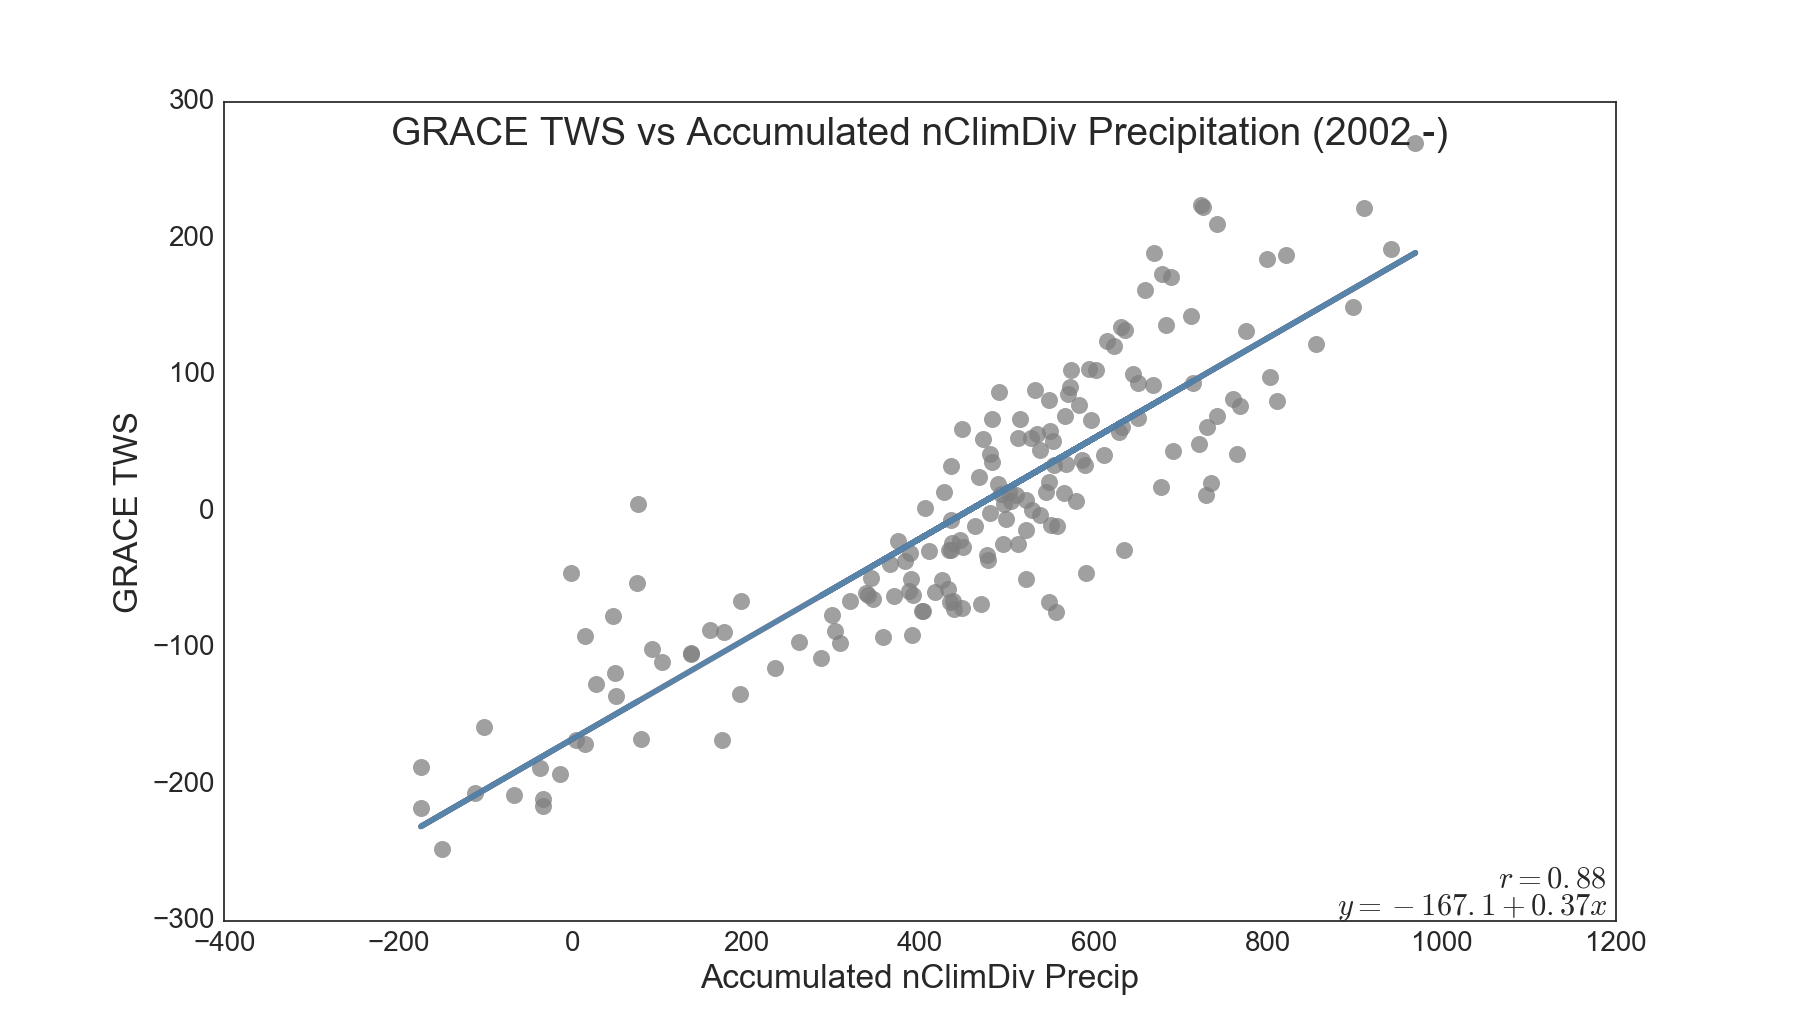 GRACE TWS vs Accumulated nClimDiv Precipitation (2002 -)
300
200
100
0
−100
−200
−300
GRACE TWS
r = 0.88
y = −167.1 + 0.37x
−400 −200 0 200 400 600 800 1000 1200
Accumulated nClimDiv Precip